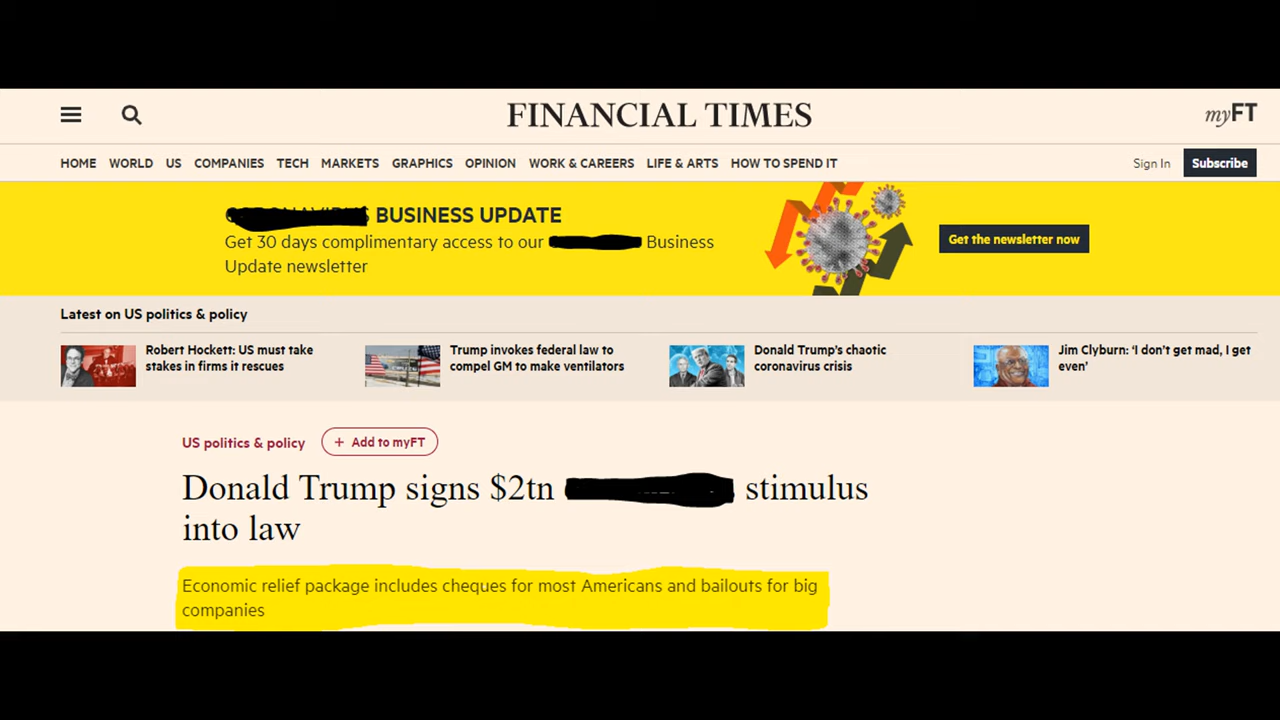 FINANCIAL TIMES
myFT
HOME WORLD US COMPANIES TECH MARKETS GRAPHICS OPINION WORK & CAREERS LIFE & ARTS HOW TO SPEND IT
Sign In Subscribe
BUSINESS UPDATE
Get 30 days complimentary access to our Business
Update newsletter
Get the newsletter now
Latest on US politics & policy
Robert Hockett: US must take
stakes in firms it rescues
Trump invokes federal law to
compel GM to make ventilators
Donald Trump's chaotic
coronavirus crisis
Jim Clyburn: ‘I don't get mad, I get
even’
US politics & policy
+ Add to myFT
Donald Trump signs $2tn stimulus
into law
Economic relief package includes cheques for most Americans and bailouts for big
companies